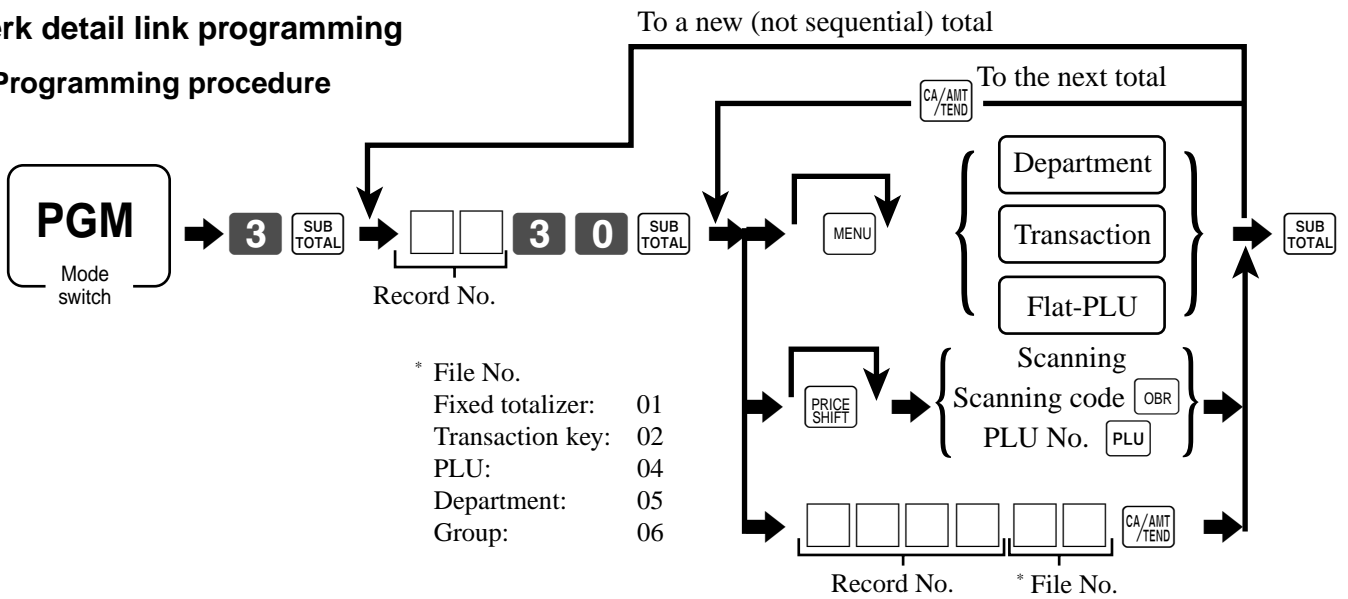 erk detail link programming
Programming procedure
To a new (not sequential) total
To the next total
CA/AMT
/TEND
PGM
Mode
switch
3 SUB TOTAL
3 0 SUB TOTAL
Record No.
MENU
Department
Transaction
Flat-PLU
SUB TOTAL
PRICE SHIFT
Scanning
Scanning code OBR
PLU No. PLU
* File No.
Fixed totalizer: 01
Transaction key: 02
PLU: 04
Department: 05
Group: 06
CA/AMT
/TEND
Record No. * File No.